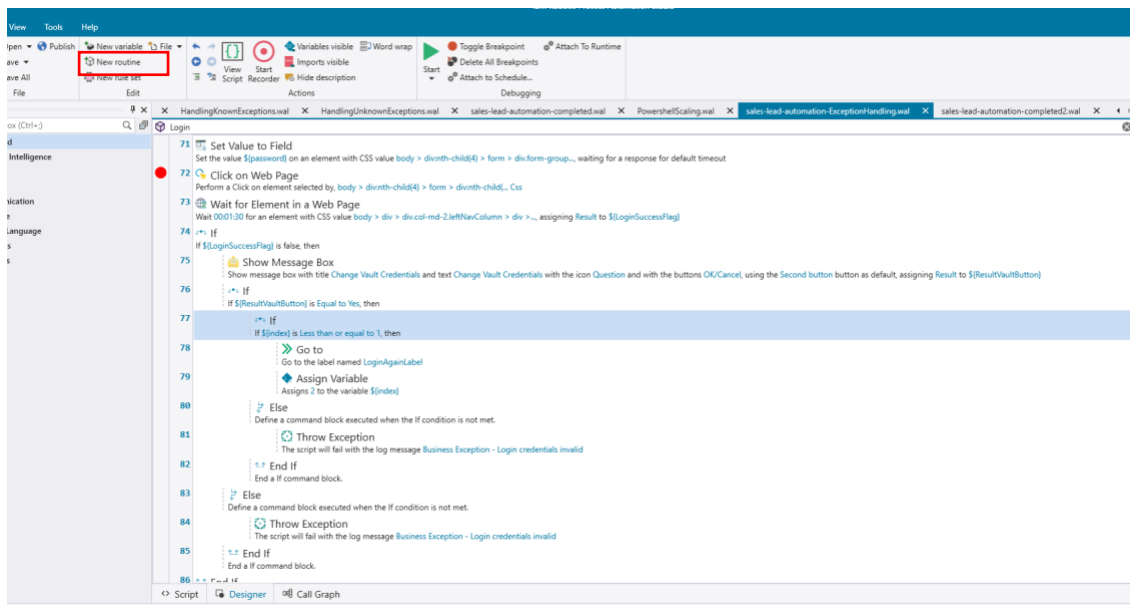 View Tools Help
Publish New variable File Variables visible Word wrap Toggle Breakpoint Attach To Runtime
New routine View Script Start Recorder Imports visible Start Delete All Breakpoints
New rule set Hide description Attach to Schedule...
File Edit Actions Debugging
HandlingKnownExceptions.wal HandlingUnknownExceptions.wal sales-lead-automation-completed.wal PowershellScaling.wal sales-lead-automation-ExceptionHandling.wal sales-lead-automation-completed2.wal
ox (Ctrl+;) Login
Intelligence
nication
Language
71 Set Value to Field
Set the value ${password} on an element with CSS value body > div:nth-child(4) > form > div.form-group..., waiting for a response for default timeout
72 Click on Web Page
Perform a Click on element selected by, body > div:nth-child(4) > form > div:nth-child(... Css
73 Wait for Element in a Web Page
Wait 00:01:30 for an element with CSS value body > div > div.col-md-2.leftNavColumn > div >..., assigning Result to ${LoginSuccessFlag}
74 If
If ${LoginSuccessFlag} is false, then
75 Show Message Box
Show message box with title Change Vault Credentials and text Change Vault Credentials with the icon Question and with the buttons OK/Cancel, using the Second button button as default, assigning Result to ${ResultVaultButton}
76 If
If ${ResultVaultButton} is Equal to Yes, then
77 If
If ${index} is Less than or equal to 1, then
78 Go to
Go to the label named LoginAgainLabel
79 Assign Variable
Assigns 2 to the variable ${index}
80 Else
Define a command block executed when the If condition is not met.
81 Throw Exception
The script will fail with the log message Business Exception - Login credentials invalid
82 End If
End a If command block.
83 Else
Define a command block executed when the If condition is not met.
84 Throw Exception
The script will fail with the log message Business Exception - Login credentials invalid
85 End If
End a If command block.
86 End If
Script Designer Call Graph